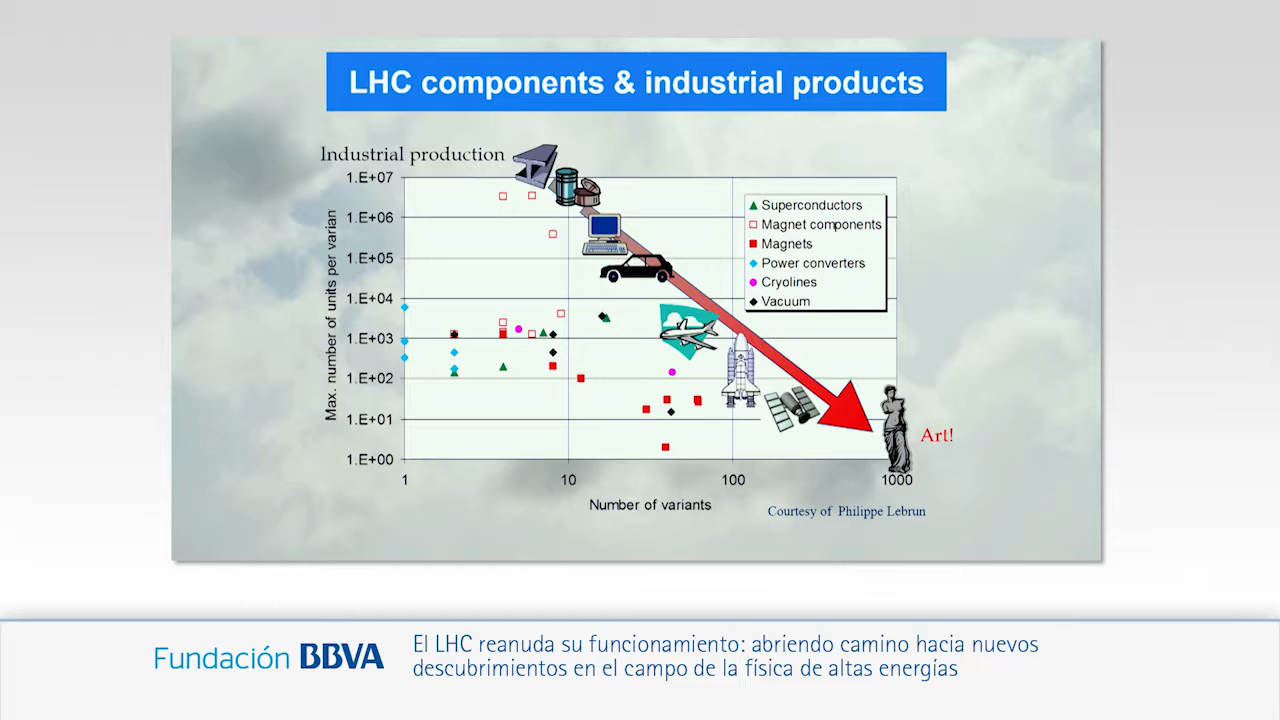 LHC components & industrial products
Industrial production
1.E+07
1.E+06
1.E+05
1.E+04
1.E+03
1.E+02
1.E+01
1.E+00
Max. number of units per varian
1
10
100
1000
Number of variants
Superconductors
Magnet components
Magnets
Power converters
Cryolines
Vacuum
Art!
Courtesy of Philippe Lebrun
Fundación BBVA
El LHC reanuda su funcionamiento: abriendo camino hacia nuevos
descubrimientos en el campo de la física de altas energías